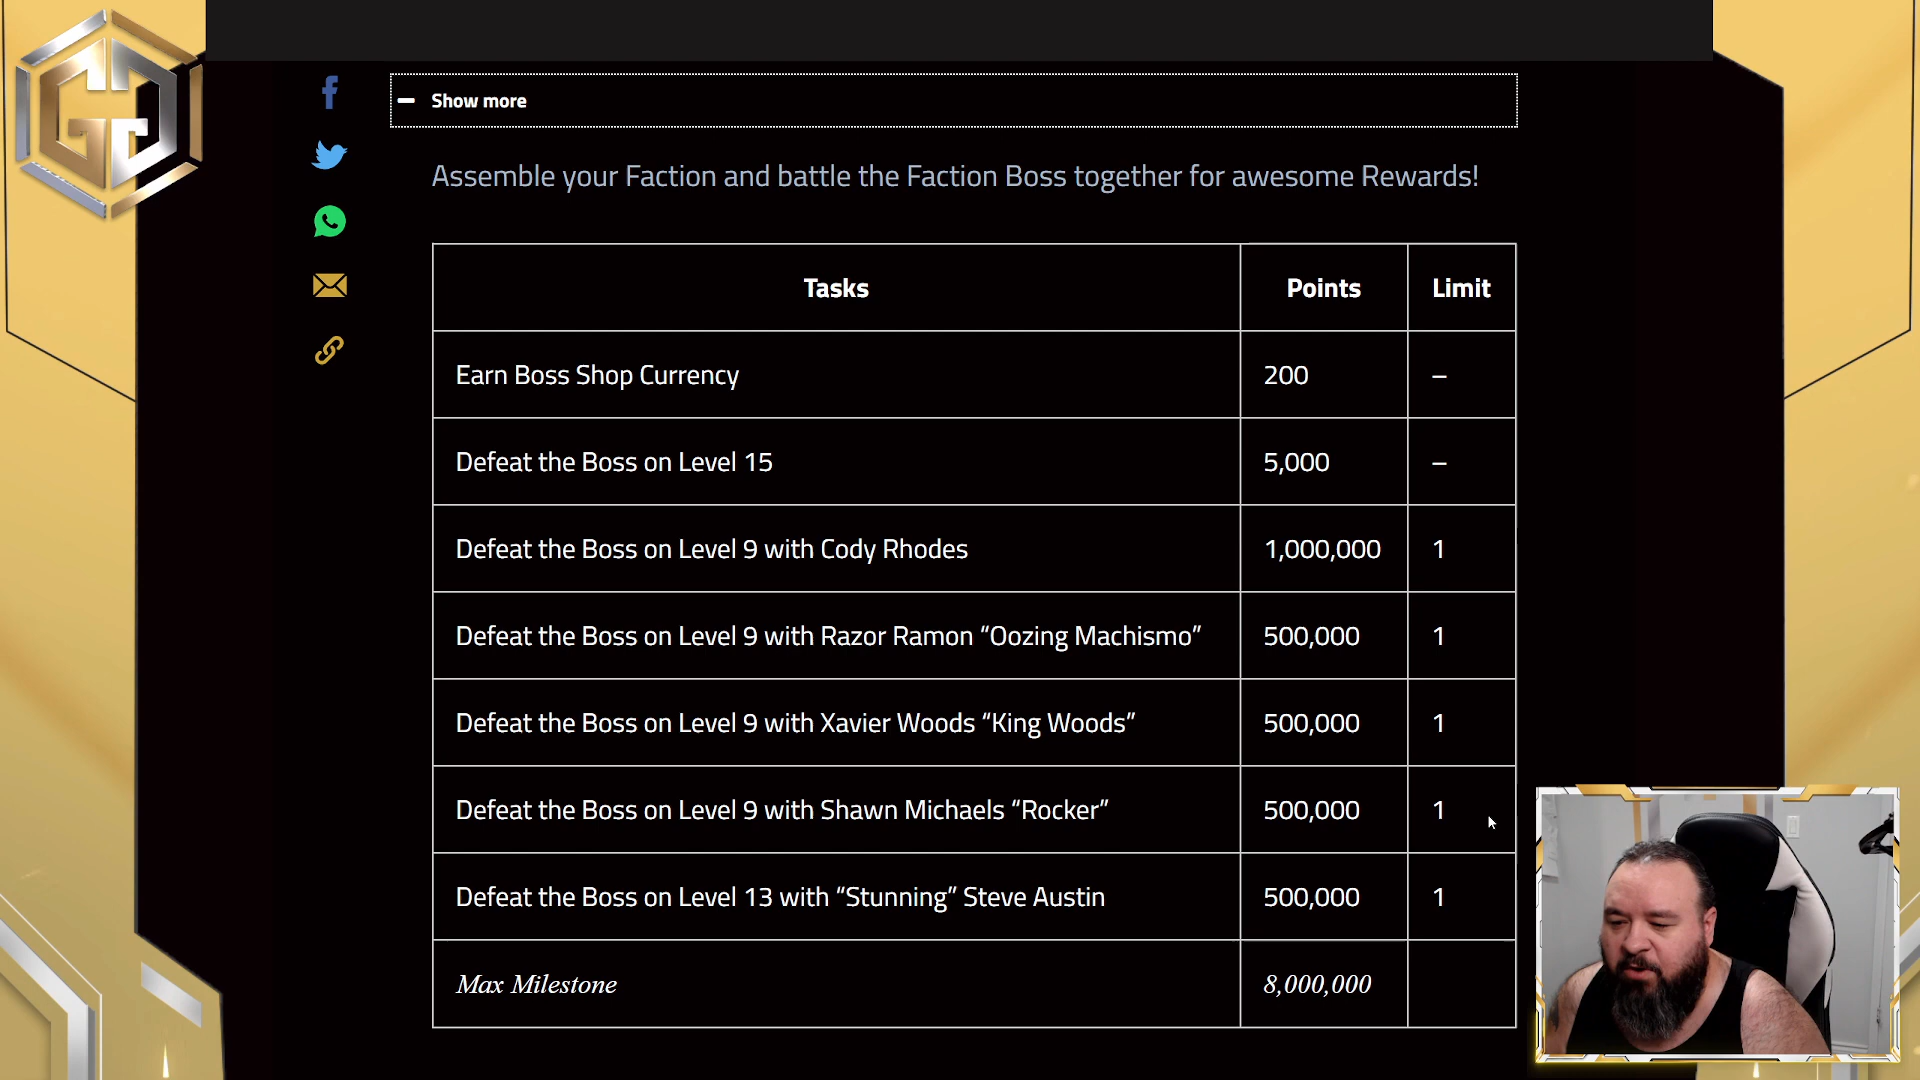 Show more
Assemble your Faction and battle the Faction Boss together for awesome Rewards!
Tasks Points Limit
Earn Boss Shop Currency 200 –
Defeat the Boss on Level 15 5,000 –
Defeat the Boss on Level 9 with Cody Rhodes 1,000,000 1
Defeat the Boss on Level 9 with Razor Ramon “Oozing Machismo” 500,000 1
Defeat the Boss on Level 9 with Xavier Woods “King Woods” 500,000 1
Defeat the Boss on Level 9 with Shawn Michaels “Rocker” 500,000 1
Defeat the Boss on Level 13 with “Stunning” Steve Austin 500,000 1
Max Milestone 8,000,000